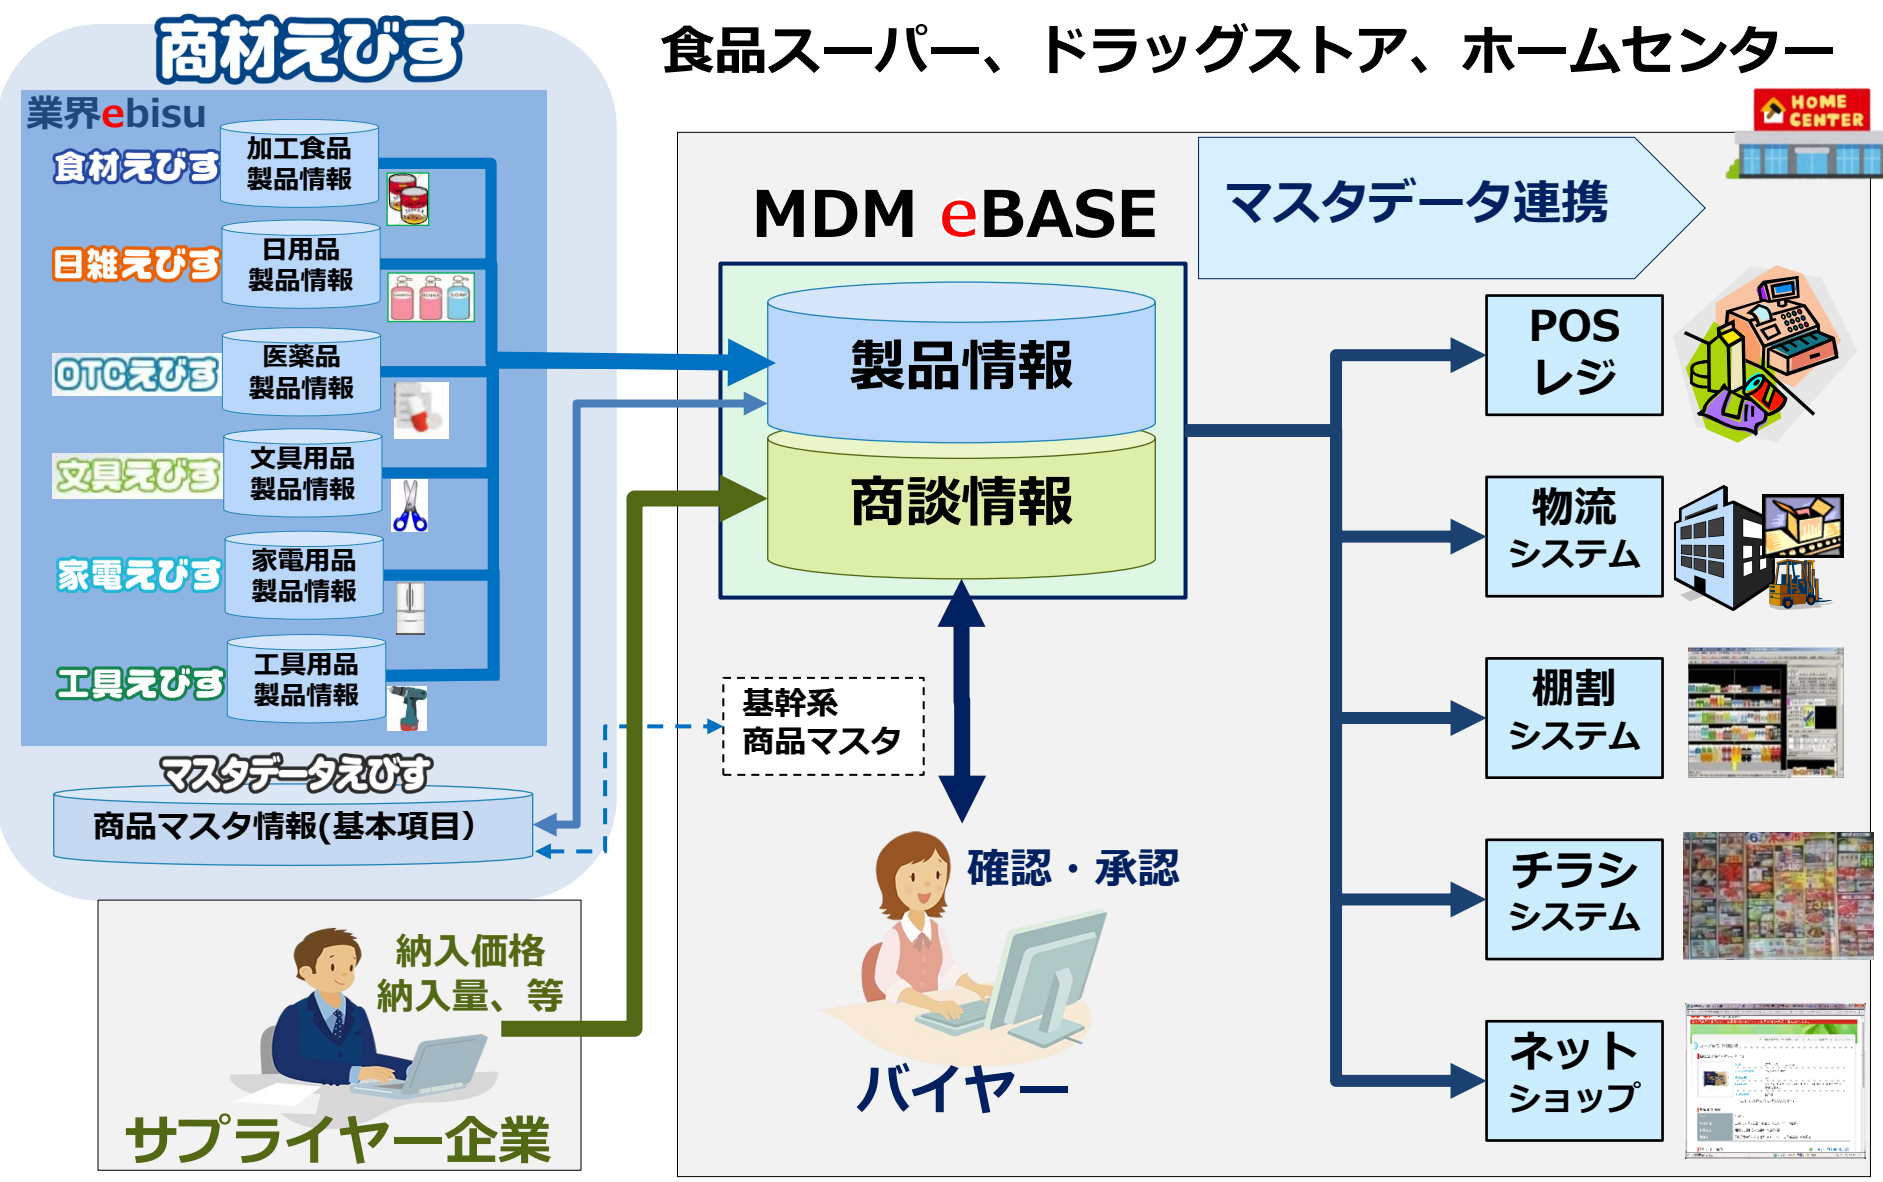 商材えびす
食品スーパー、ドラッグストア、ホームセンター
HOME
CENTER
業界ebisu
食材えびす
加工食品
製品情報
日雑えびす
日用品
製品情報
OTCえびす
医薬品
製品情報
文具えびす
文具用品
製品情報
家電えびす
家電用品
製品情報
工具えびす
工具用品
製品情報
マスタデータえびす
商品マスタ情報(基本項目）
納入価格
納入量、等
サプライヤー企業
MDM eBASE
製品情報
商談情報
基幹系
商品マスタ
確認・承認
バイヤー
マスタデータ連携
POS
レジ
物流
システム
棚割
システム
チラシ
システム
ネット
ショップ